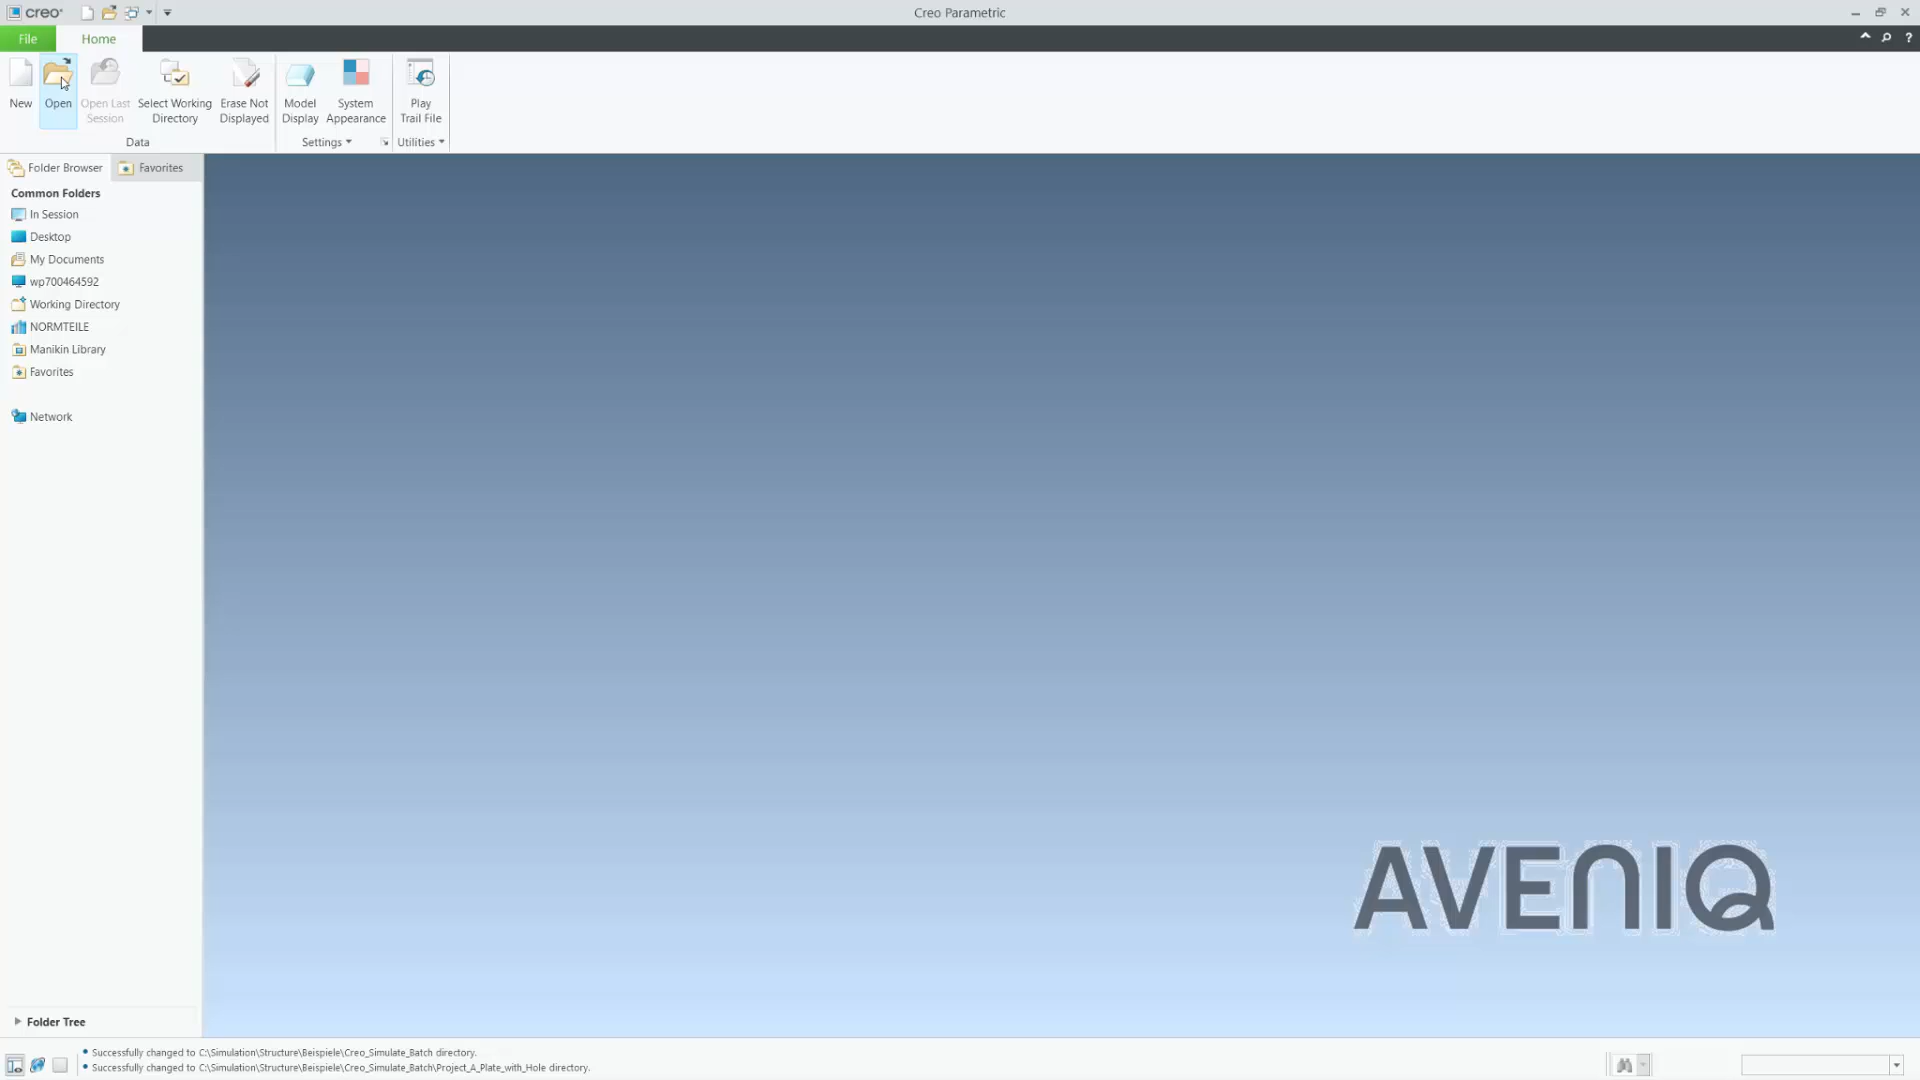 creo
Creo Parametric
File
Home
New
Open
Open Last
Session
Select Working
Directory
Erase Not
Displayed
Model
Display
System
Appearance
Play
Trail File
Data
Settings
Utilities
Folder Browser
Favorites
Common Folders
In Session
Desktop
My Documents
wp700464592
Working Directory
NORMTEILE
Manikin Library
Favorites
Network
AVENIQ
Folder Tree
• Successfully changed to C:\Simulation\Structure\Beispiele\Creo_Simulate_Batch directory.
• Successfully changed to C:\Simulation\Structure\Beispiele\Creo_Simulate_Batch\Project_A_Plate_with_Hole directory.